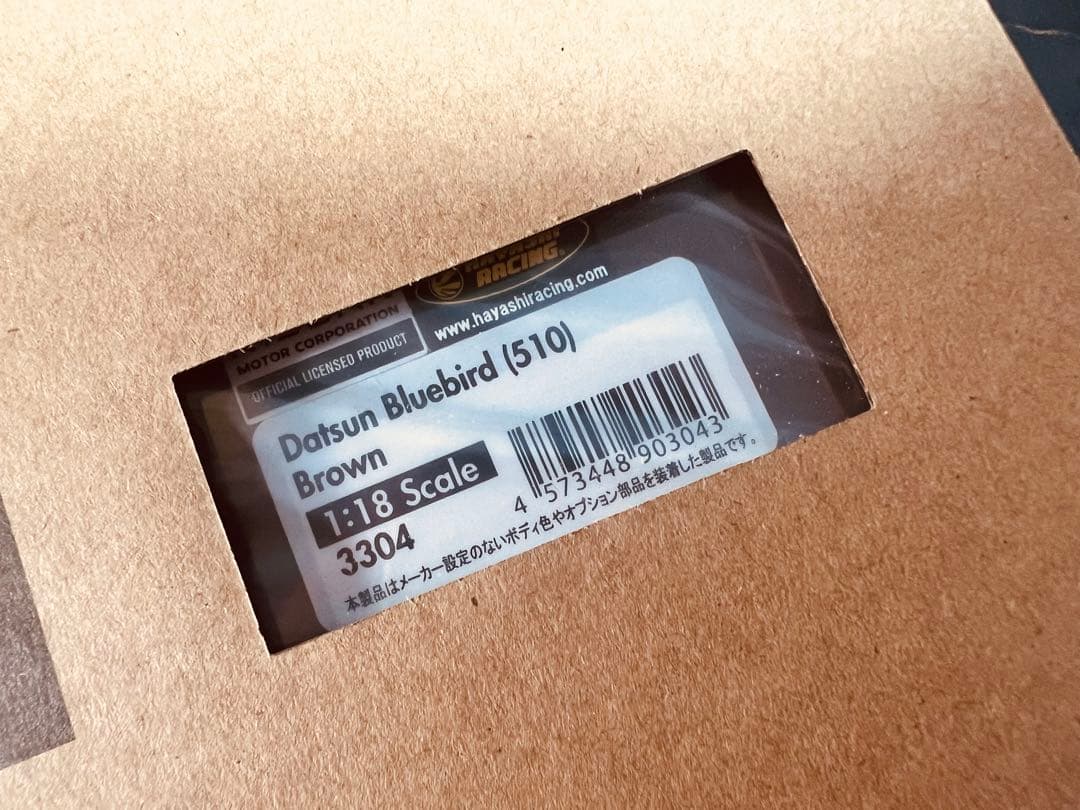 RACING®
www.hayashiracing.com
MOTOR CORPORATION
OFFICIAL LICENSED PRODUCT
Datsun Bluebird (510)
Brown
1:18 Scale
3304
4 573448 903043
本製品はメーカー設定のないボディ色やオプション部品を装着した製品です。